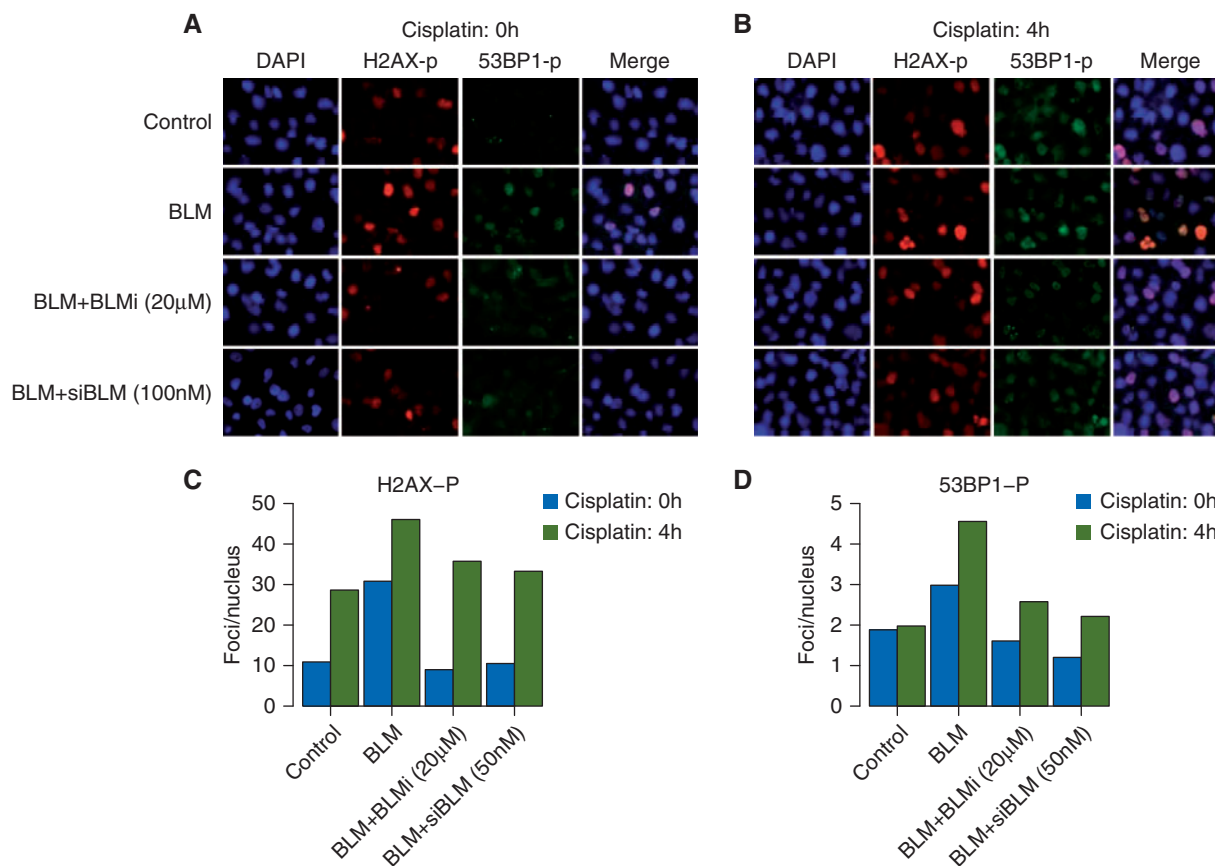 A
Cisplatin: 0h
DAPI H2AX-p 53BP1-p Merge
Control
BLM
BLM+BLMi (20μM)
BLM+siBLM (100nM)
B
Cisplatin: 4h
DAPI H2AX-p 53BP1-p Merge
C
H2AX–P
Cisplatin: 0h
Cisplatin: 4h
Foci/nucleus
50
40
30
20
10
0
Control
BLM
BLM+BLMi (20μM)
BLM+siBLM (50nM)
D
53BP1–P
Cisplatin: 0h
Cisplatin: 4h
Foci/nucleus
5
4
3
2
1
0
Control
BLM
BLM+BLMi (20μM)
BLM+siBLM (50nM)